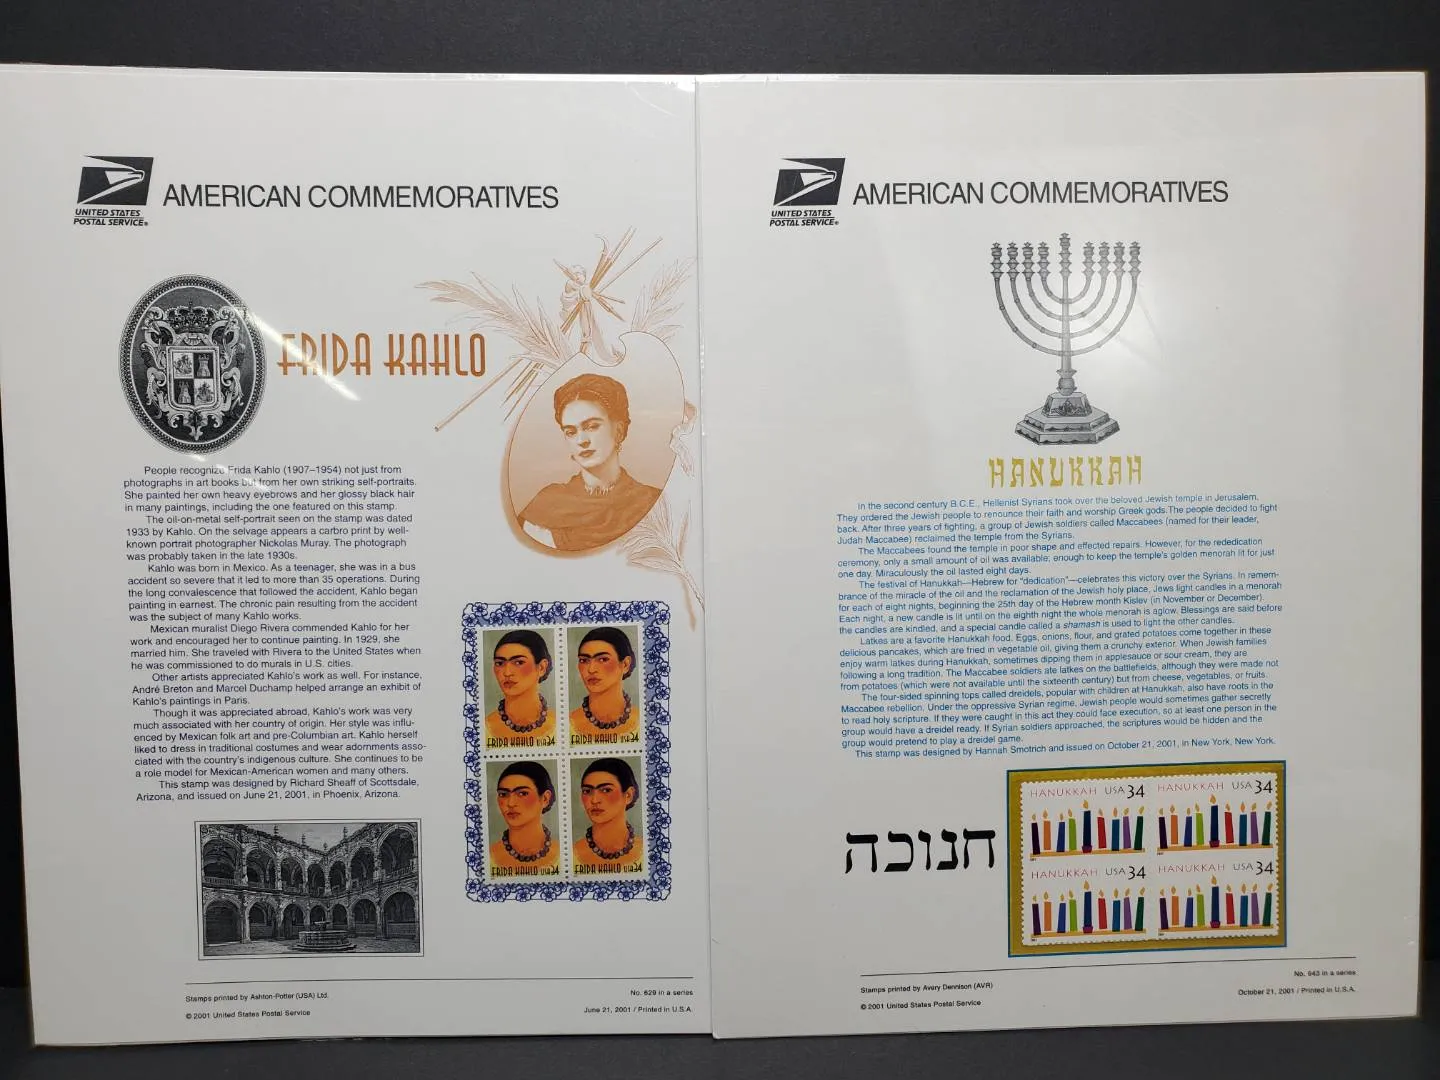 UNITED STATES
POSTAL SERVICE®
AMERICAN COMMEMORATIVES
FRIDA KAHLO
People recognize Frida Kahlo (1907–1954) not just from
photographs in art books but from her own striking self-portraits.
She painted her own heavy eyebrows and her glossy black hair
in many paintings, including the one featured on this stamp.
The oil-on-metal self-portrait seen on the stamp was dated
1933 by Kahlo. On the selvage appears a carbro print by well-
known portrait photographer Nickolas Muray. The photograph
was probably taken in the late 1930s.
Kahlo was born in Mexico. As a teenager, she was in a bus
accident so severe that it led to more than 35 operations. During
the long convalescence that followed the accident, Kahlo began
painting in earnest. The chronic pain resulting from the accident
was the subject of many Kahlo works.
Mexican muralist Diego Rivera commended Kahlo for her
work and encouraged her to continue painting. In 1929, she
married him. She traveled with Rivera to the United States when
he was commissioned to do murals in U.S. cities.
Other artists appreciated Kahlo's work as well. For instance,
André Breton and Marcel Duchamp helped arrange an exhibit of
Kahlo's paintings in Paris.
Though it was appreciated abroad, Kahlo's work was very
much associated with her country of origin. Her style was influ-
enced by Mexican folk art and pre-Columbian art. Kahlo herself
liked to dress in traditional costumes and wear adornments asso-
ciated with the country's indigenous culture. She continues to be
a role model for Mexican-American women and many others.
This stamp was designed by Richard Sheaff of Scottsdale,
Arizona, and issued on June 21, 2001, in Phoenix, Arizona.
FRIDA KAHLO USA 34
FRIDA KAHLO USA 34
FRIDA KAHLO USA 34
FRIDA KAHLO USA 34
Stamps printed by Ashton-Potter (USA) Ltd.
© 2001 United States Postal Service
No. 629 in a series
June 21, 2001 / Printed in U.S.A.
UNITED STATES
POSTAL SERVICE®
AMERICAN COMMEMORATIVES
HANUKKAH
In the second century B.C.E., Hellenist Syrians took over the beloved Jewish temple in Jerusalem.
They ordered the Jewish people to renounce their faith and worship Greek gods. The people decided to fight
back. After three years of fighting, a group of Jewish soldiers called Maccabees (named for their leader,
Judah Maccabee) reclaimed the temple from the Syrians.
The Maccabees found the temple in poor shape and effected repairs. However, for the rededication
ceremony, only a small amount of oil was available; enough to keep the temple's golden menorah lit for just
one day. Miraculously the oil lasted eight days.
The festival of Hanukkah—Hebrew for "dedication"—celebrates this victory over the Syrians. In remem-
brance of the miracle of the oil and the reclamation of the Jewish holy place, Jews light candles in a menorah
for each of eight nights, beginning the 25th day of the Hebrew month Kislev (in November or December).
Each night, a new candle is lit until on the eighth night the whole menorah is aglow. Blessings are said before
the candles are kindled, and a special candle called a shamash is used to light the other candles.
Latkes are a favorite Hanukkah food. Eggs, onions, flour, and grated potatoes come together in these
delicious pancakes, which are fried in vegetable oil, giving them a crunchy exterior. When Jewish families
enjoy warm latkes during Hanukkah, sometimes dipping them in applesauce or sour cream, they are
following a long tradition. The Maccabee soldiers ate latkes on the battlefields, although they were made not
from potatoes (which were not available until the sixteenth century) but from cheese, vegetables, or fruits.
The four-sided spinning tops called dreidels, popular with children at Hanukkah, also have roots in the
Maccabee rebellion. Under the oppressive Syrian regime, Jewish people would sometimes gather secretly
to read holy scripture. If they were caught in this act they could face execution, so at least one person in the
group would have a dreidel ready. If Syrian soldiers approached, the scriptures would be hidden and the
group would pretend to play a dreidel game.
This stamp was designed by Hannah Smotrich and issued on October 21, 2001, in New York, New York.
חנוכה
HANUKKAH USA 34
HANUKKAH USA 34
HANUKKAH USA 34
HANUKKAH USA 34
Stamps printed by Avery Dennison (AVR)
© 2001 United States Postal Service
No. 643 in a series
October 21, 2001 / Printed in U.S.A.